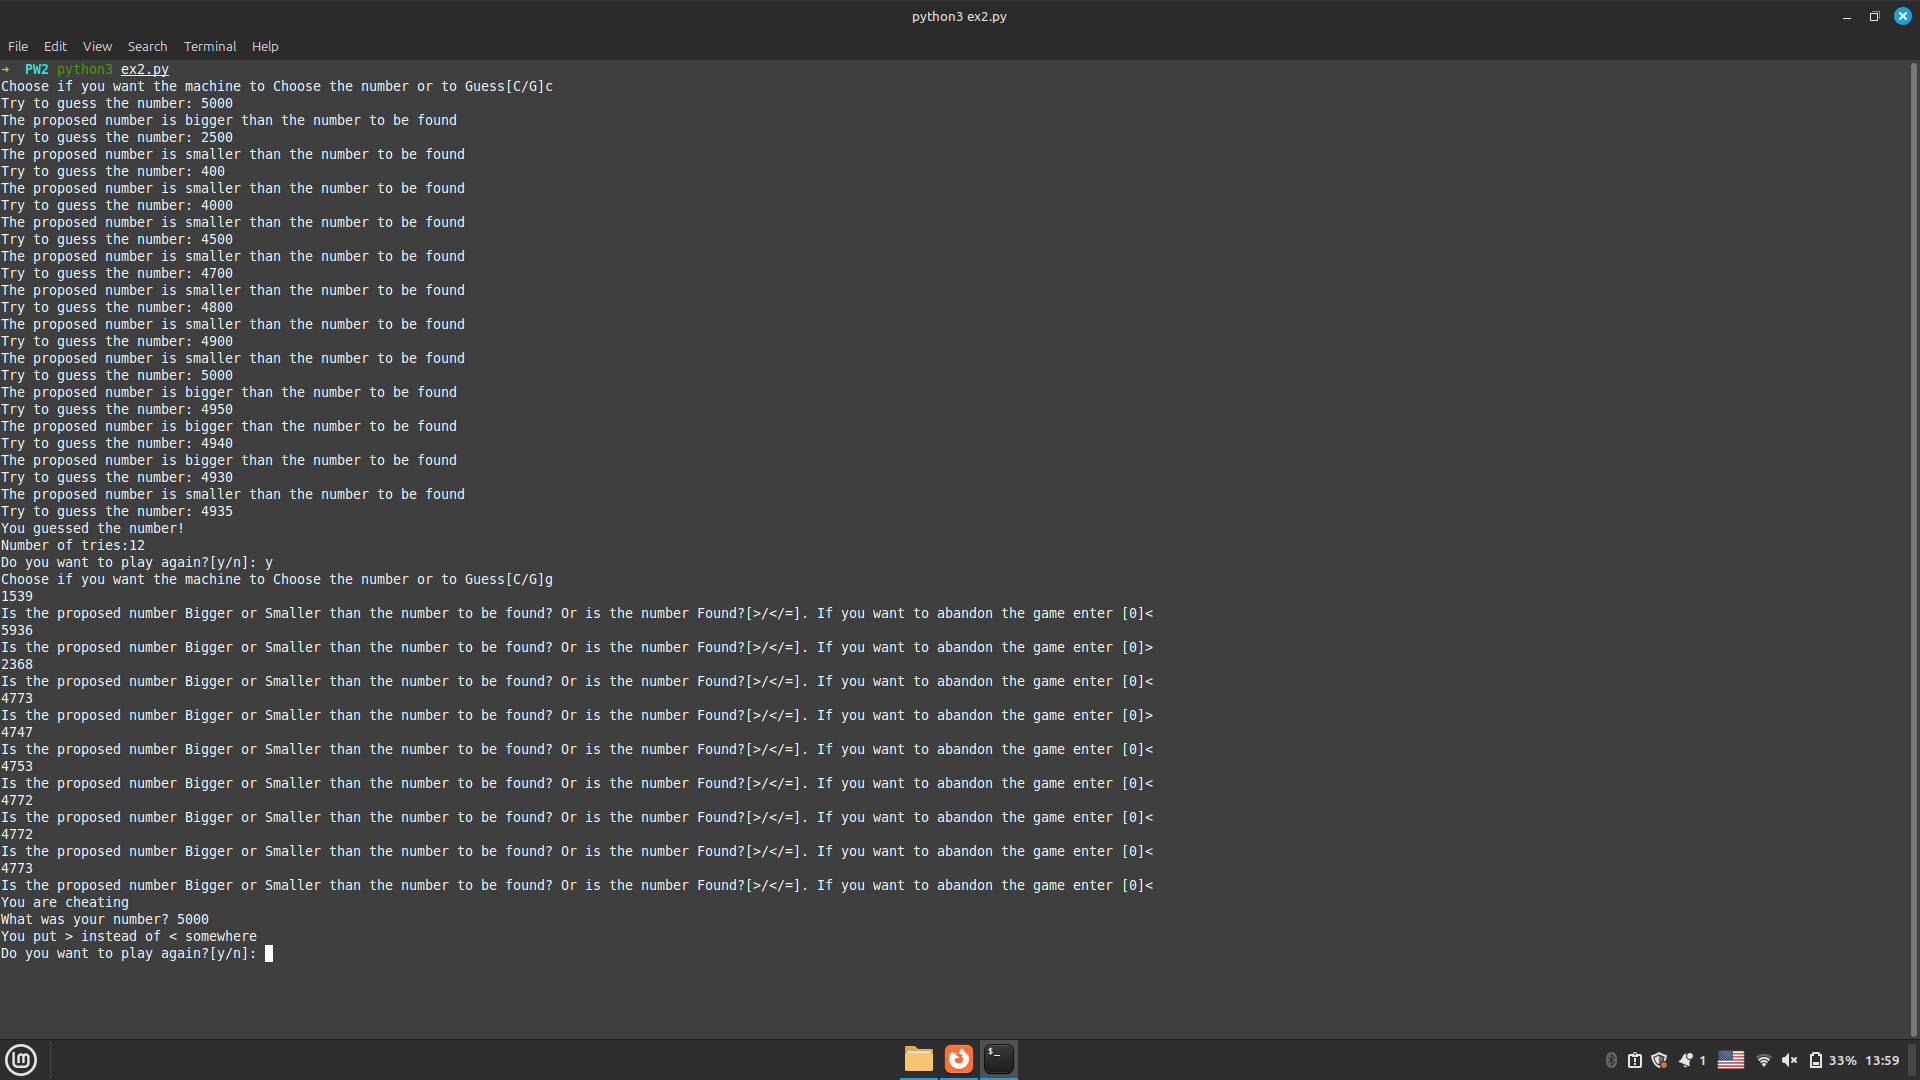 python3 ex2.py
File Edit View Search Terminal Help
→ PW2 python3 ex2.py
Choose if you want the machine to Choose the number or to Guess[C/G]c
Try to guess the number: 5000
The proposed number is bigger than the number to be found
Try to guess the number: 2500
The proposed number is smaller than the number to be found
Try to guess the number: 400
The proposed number is smaller than the number to be found
Try to guess the number: 4000
The proposed number is smaller than the number to be found
Try to guess the number: 4500
The proposed number is smaller than the number to be found
Try to guess the number: 4700
The proposed number is smaller than the number to be found
Try to guess the number: 4800
The proposed number is smaller than the number to be found
Try to guess the number: 4900
The proposed number is smaller than the number to be found
Try to guess the number: 5000
The proposed number is bigger than the number to be found
Try to guess the number: 4950
The proposed number is bigger than the number to be found
Try to guess the number: 4940
The proposed number is bigger than the number to be found
Try to guess the number: 4930
The proposed number is smaller than the number to be found
Try to guess the number: 4935
You guessed the number!
Number of tries:12
Do you want to play again?[y/n]: y
Choose if you want the machine to Choose the number or to Guess[C/G]g
1539
Is the proposed number Bigger or Smaller than the number to be found? Or is the number Found?[>/</=]. If you want to abandon the game enter [0]<
5936
Is the proposed number Bigger or Smaller than the number to be found? Or is the number Found?[>/</=]. If you want to abandon the game enter [0]>
2368
Is the proposed number Bigger or Smaller than the number to be found? Or is the number Found?[>/</=]. If you want to abandon the game enter [0]<
4773
Is the proposed number Bigger or Smaller than the number to be found? Or is the number Found?[>/</=]. If you want to abandon the game enter [0]>
4747
Is the proposed number Bigger or Smaller than the number to be found? Or is the number Found?[>/</=]. If you want to abandon the game enter [0]<
4753
Is the proposed number Bigger or Smaller than the number to be found? Or is the number Found?[>/</=]. If you want to abandon the game enter [0]<
4772
Is the proposed number Bigger or Smaller than the number to be found? Or is the number Found?[>/</=]. If you want to abandon the game enter [0]<
4772
Is the proposed number Bigger or Smaller than the number to be found? Or is the number Found?[>/</=]. If you want to abandon the game enter [0]<
4773
Is the proposed number Bigger or Smaller than the number to be found? Or is the number Found?[>/</=]. If you want to abandon the game enter [0]<
You are cheating
What was your number? 5000
You put > instead of < somewhere
Do you want to play again?[y/n]:
1 33% 13:59